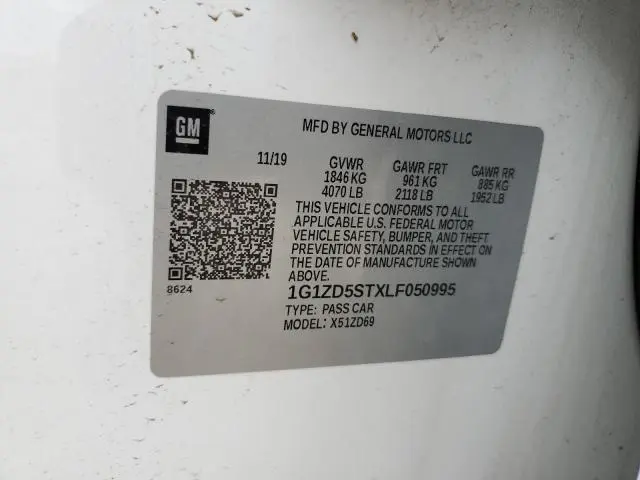 GM
MFD BY GENERAL MOTORS LLC
11/19 GVWR GAWR FRT GAWR RR
1846 KG 961 KG 885 KG
4070 LB 2118 LB 1952 LB
THIS VEHICLE CONFORMS TO ALL
APPLICABLE U.S. FEDERAL MOTOR
VEHICLE SAFETY, BUMPER, AND THEFT
PREVENTION STANDARDS IN EFFECT ON
THE DATE OF MANUFACTURE SHOWN
ABOVE.
8624
1G1ZD5STXLF050995
TYPE: PASS CAR
MODEL: X51ZD69